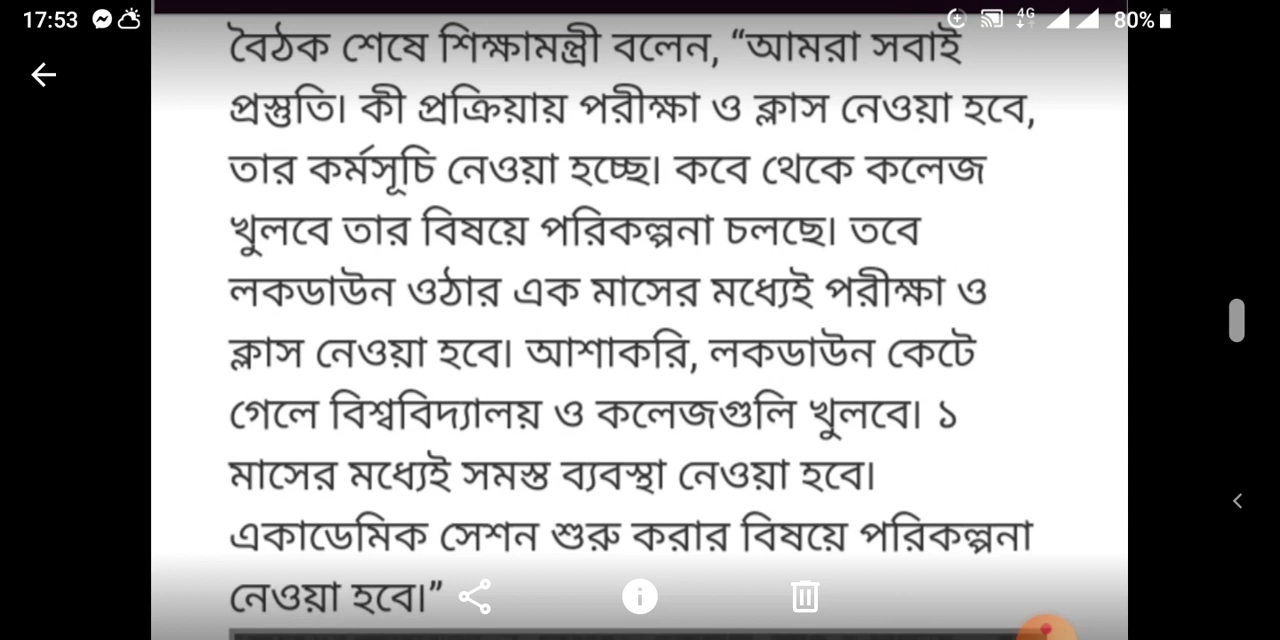 17:53
4G
80%
বৈঠক শেষে শিক্ষামন্ত্রী বলেন, “আমরা সবাই
প্রস্তুতি। কী প্রক্রিয়ায় পরীক্ষা ও ক্লাস নেওয়া হবে,
তার কর্মসূচি নেওয়া হচ্ছে। কবে থেকে কলেজ
খুলবে তার বিষয়ে পরিকল্পনা চলছে। তবে
লকডাউন ওঠার এক মাসের মধ্যেই পরীক্ষা ও
ক্লাস নেওয়া হবে। আশাকরি, লকডাউন কেটে
গেলে বিশ্ববিদ্যালয় ও কলেজগুলি খুলবে। ১
মাসের মধ্যেই সমস্ত ব্যবস্থা নেওয়া হবে।
একাডেমিক সেশন শুরু করার বিষয়ে পরিকল্পনা
নেওয়া হবে।”